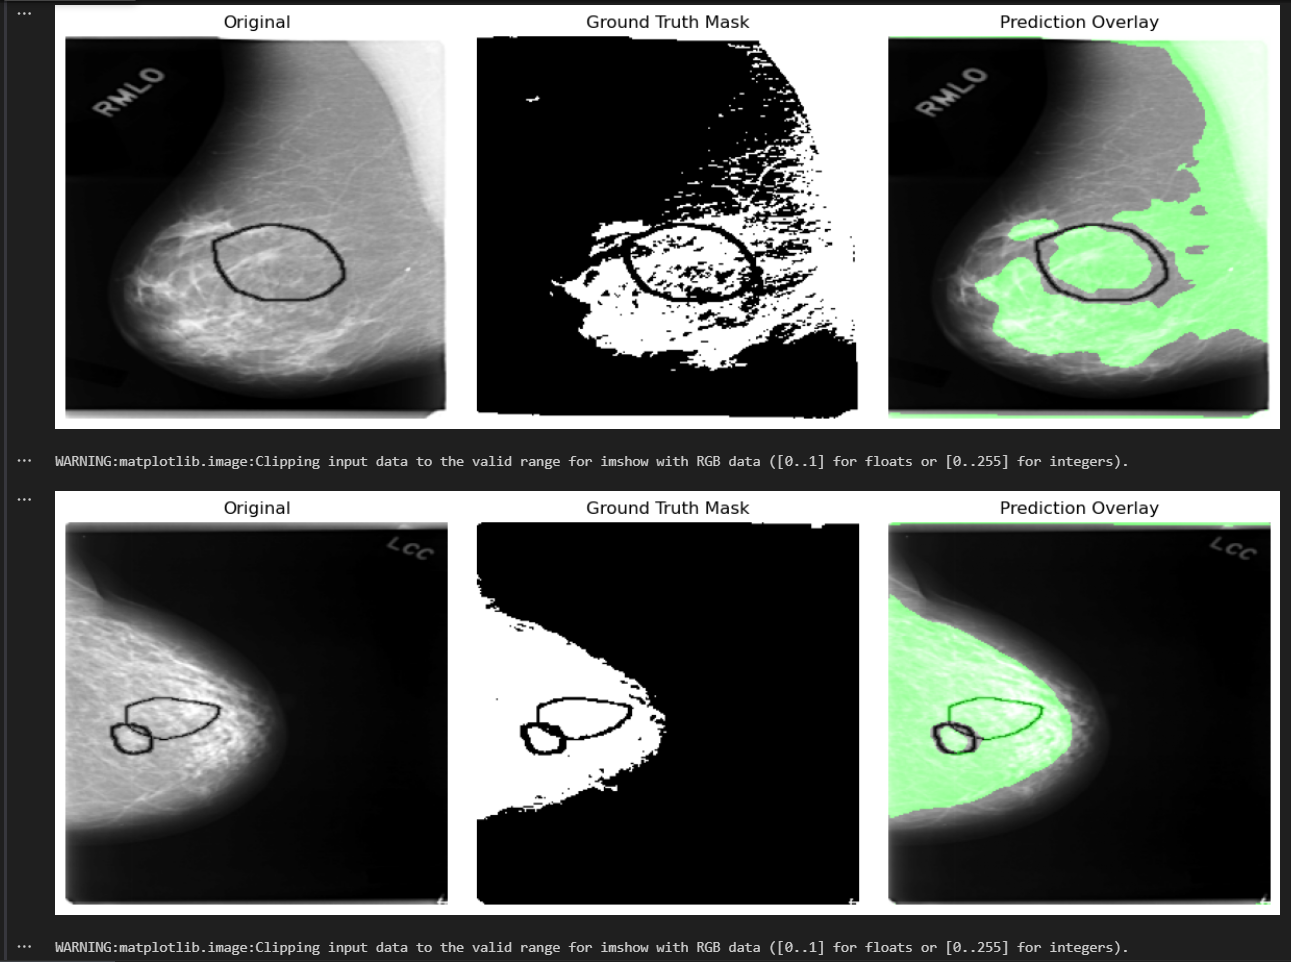 Original Ground Truth Mask Prediction Overlay
RMLO RMLO
WARNING:matplotlib.image:Clipping input data to the valid range for imshow with RGB data ([0..1] for floats or [0..255] for integers).
Original Ground Truth Mask Prediction Overlay
LCC LCC
WARNING:matplotlib.image:Clipping input data to the valid range for imshow with RGB data ([0..1] for floats or [0..255] for integers).